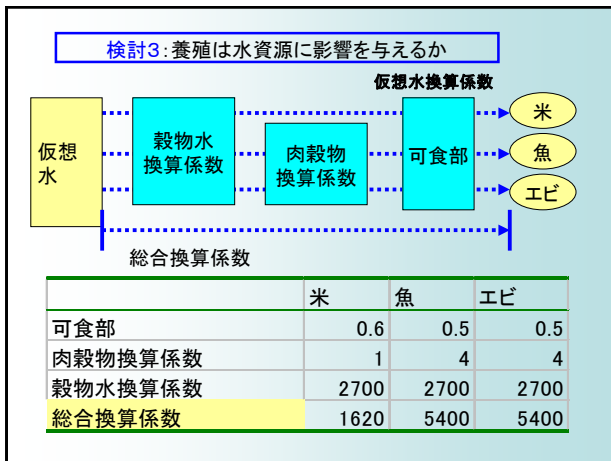 検討３：養殖は水資源に影響を与えるか
仮想水換算係数
仮想
水
穀物水
換算係数
肉穀物
換算係数
可食部
米
魚
エビ
総合換算係数
米 魚 エビ
可食部 0.6 0.5 0.5
肉穀物換算係数 1 4 4
穀物水換算係数 2700 2700 2700
総合換算係数 1620 5400 5400